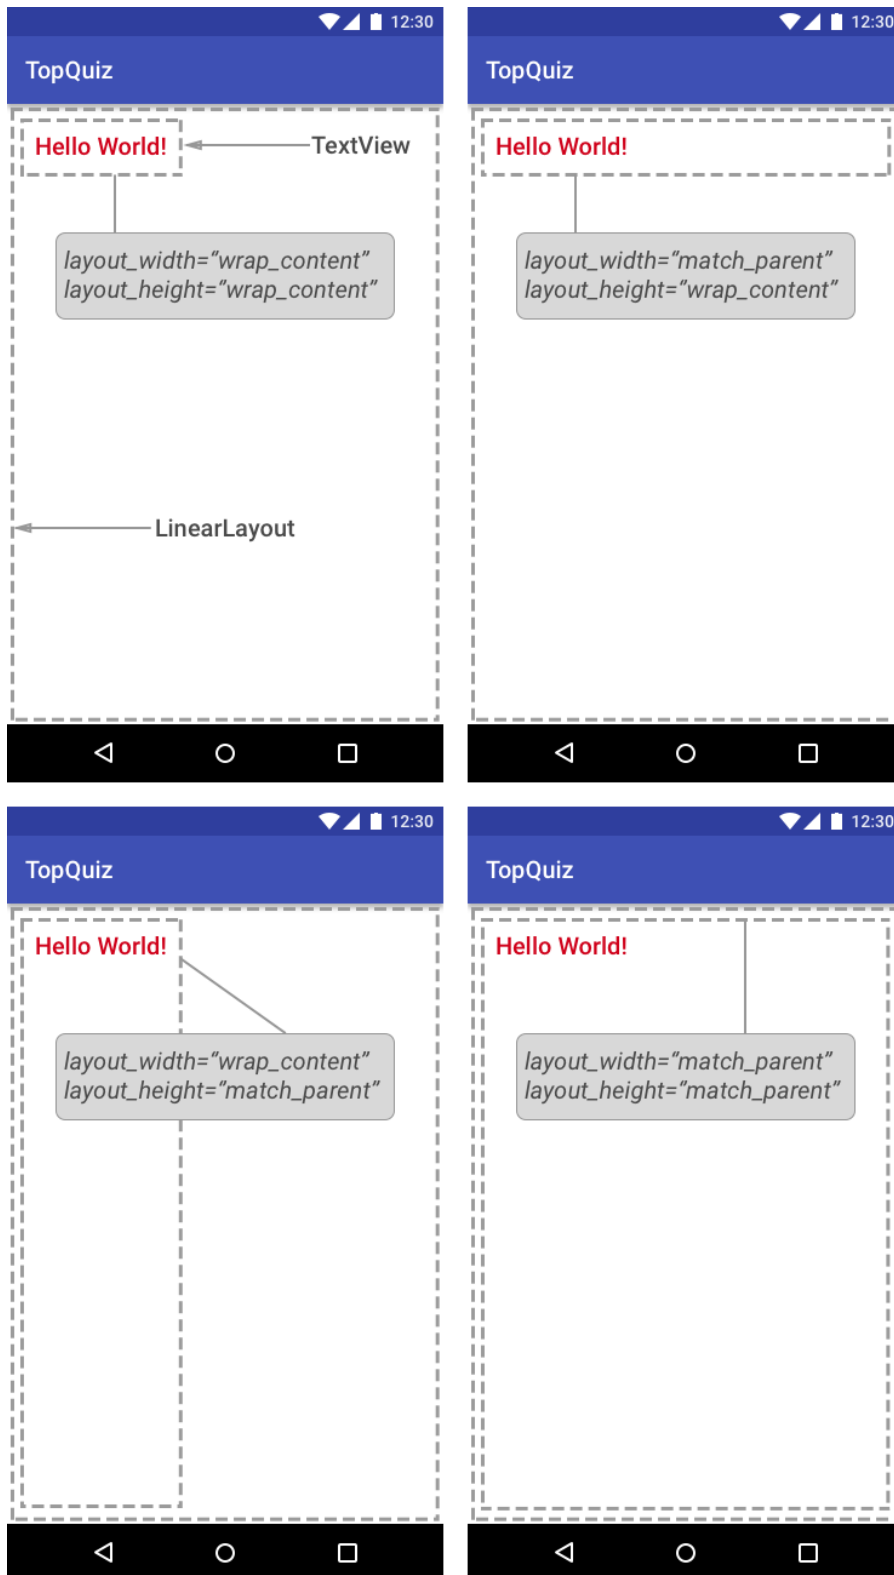 12:30
TopQuiz
Hello World!
TextView
layout_width=“wrap_content”
layout_height=”wrap_content”
LinearLayout
12:30
TopQuiz
Hello World!
layout_width=“match_parent”
layout_height=“wrap_content”
12:30
TopQuiz
Hello World!
layout_width=“wrap_content”
layout_height=“match_parent”
12:30
TopQuiz
Hello World!
layout_width=“match_parent”
layout_height=“match_parent”